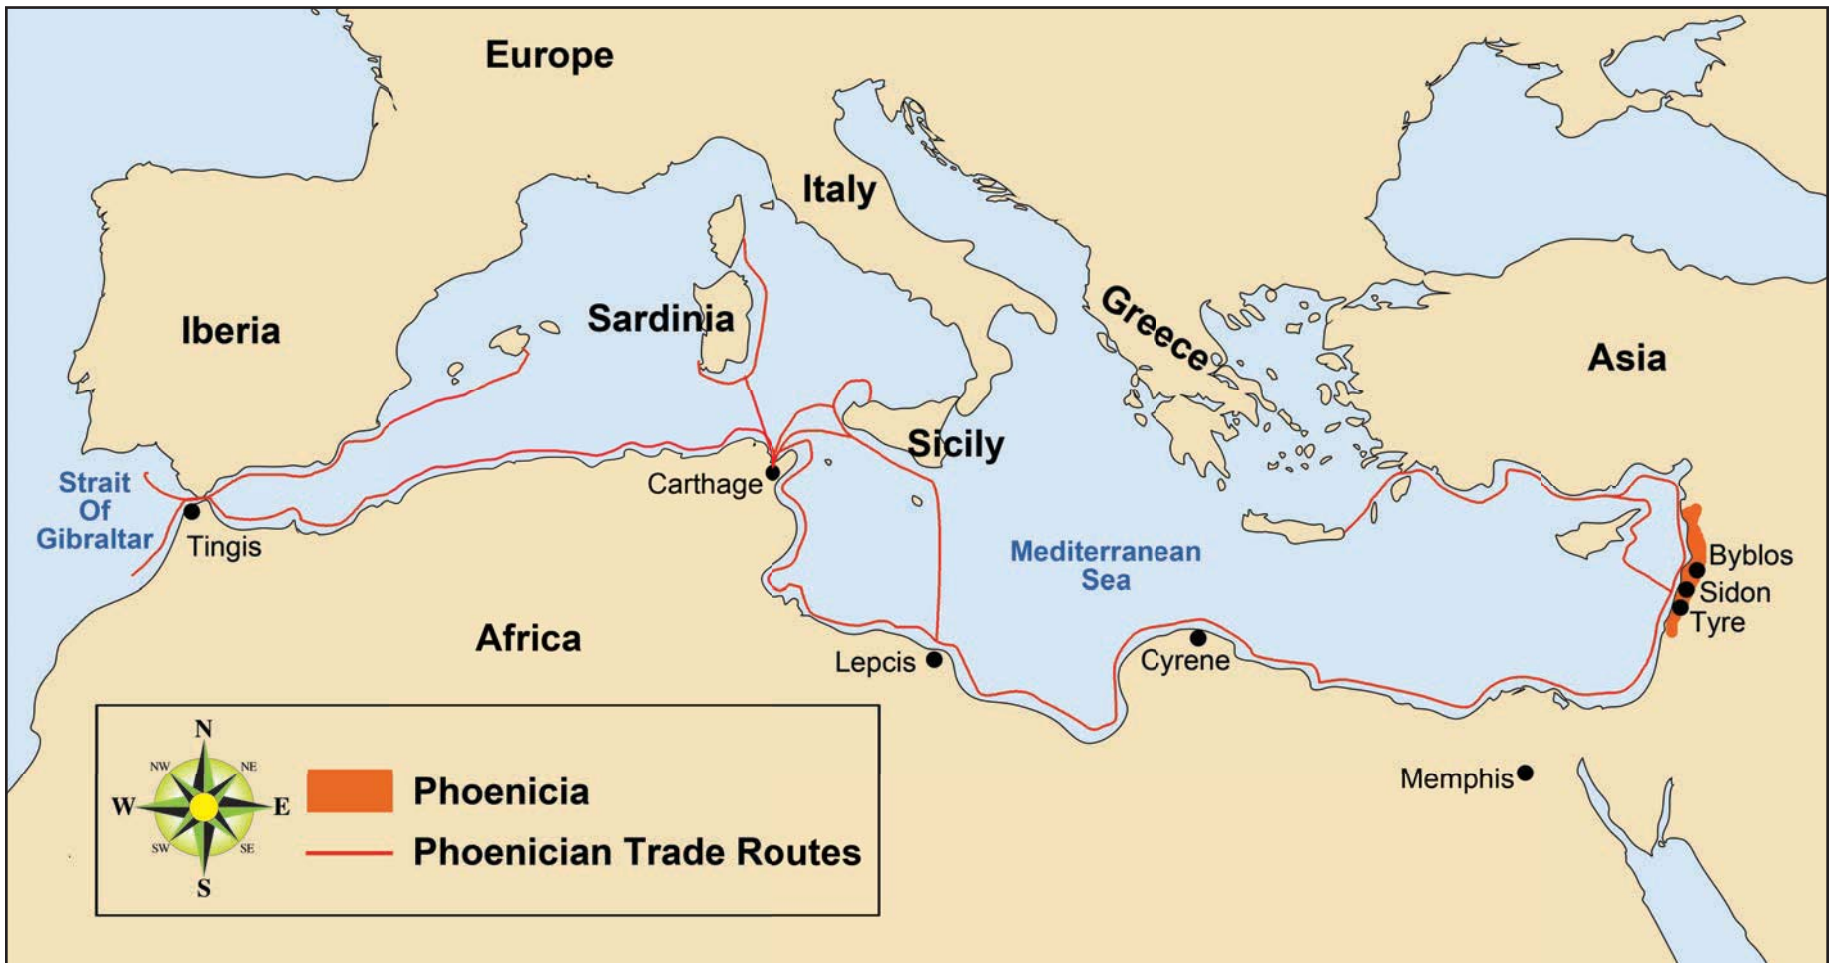 Europe
Italy
Greece
Sardinia
Iberia
Asia
Sicily
Strait
Of
Gibraltar
Carthage
Tingis
Mediterranean
Sea
Byblos
Sidon
Tyre
Africa
Lepcis
Cyrene
Memphis
N
NW
NE
W
E
SW
SE
S
Phoenicia
Phoenician Trade Routes